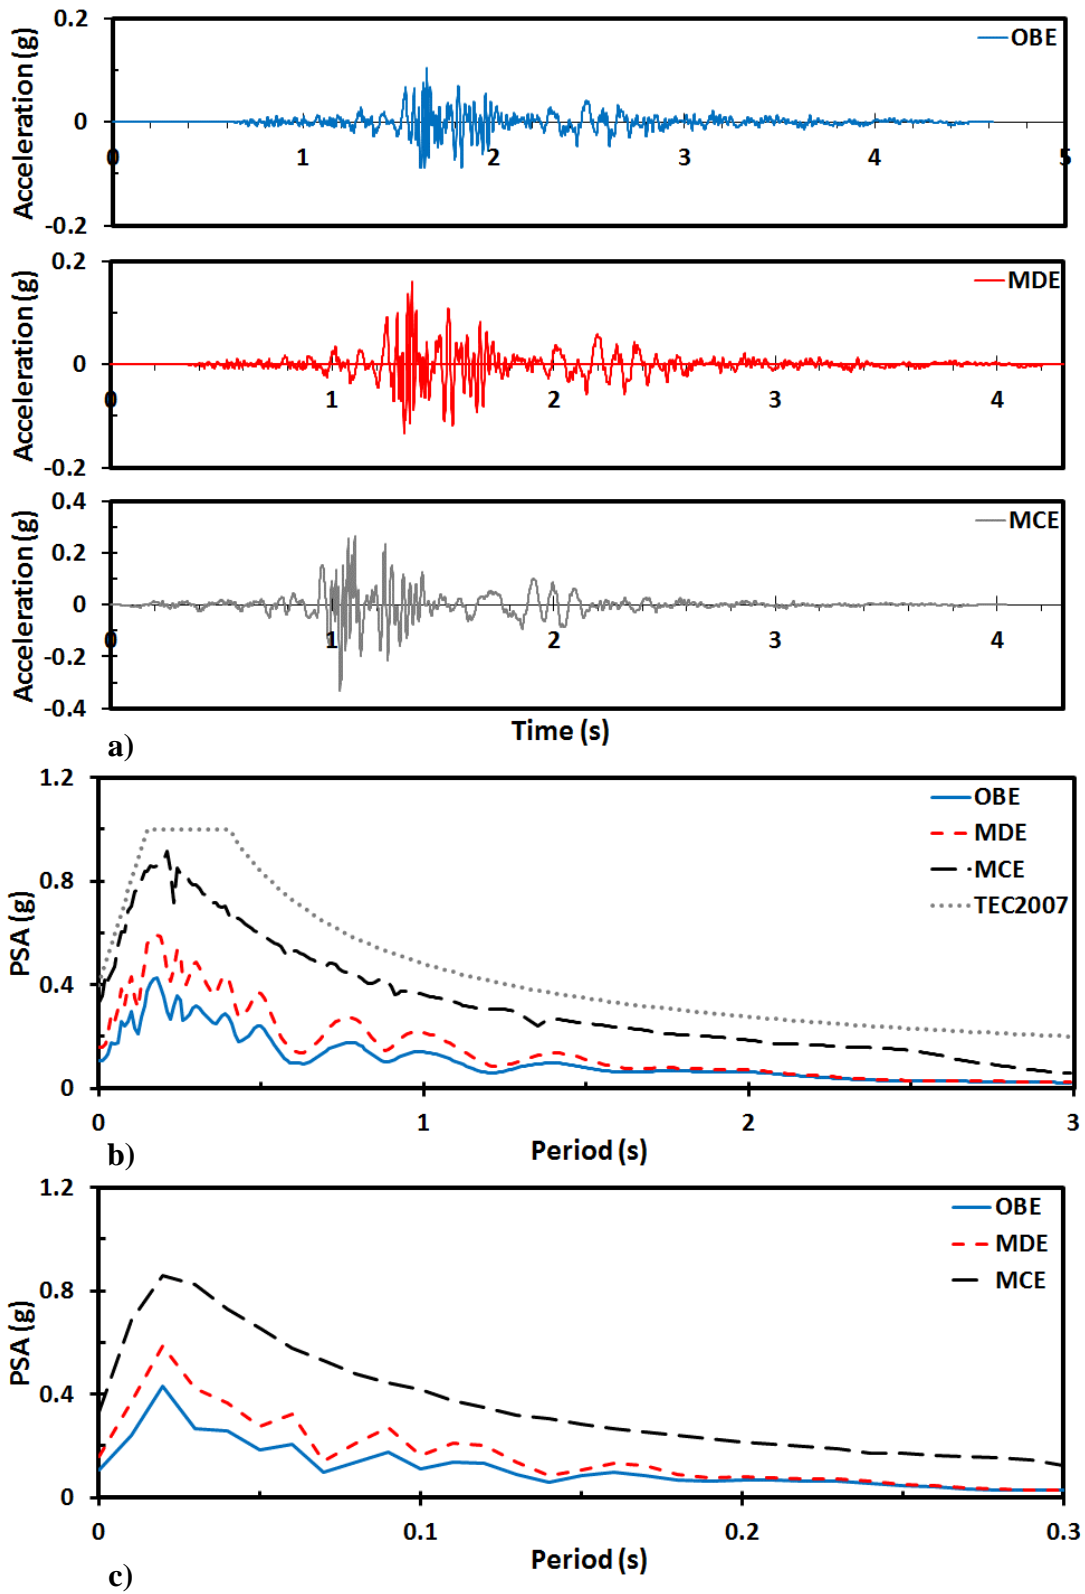 0.2
OBE
Acceleration (g)
0
0 1 2 3 4 5
-0.2
0.2
MDE
Acceleration (g)
0
0 1 2 3 4
-0.2
0.4
MCE
0.2
Acceleration (g)
0
0 1 2 3 4
-0.2
-0.4
Time (s)
a)
1.2
OBE
MDE
MCE
TEC2007
0.8
PSA (g)
0.4
0
0 1 2 3
Period (s)
b)
1.2
OBE
MDE
MCE
0.8
PSA (g)
0.4
0
0 0.1 0.2 0.3
Period (s)
c)